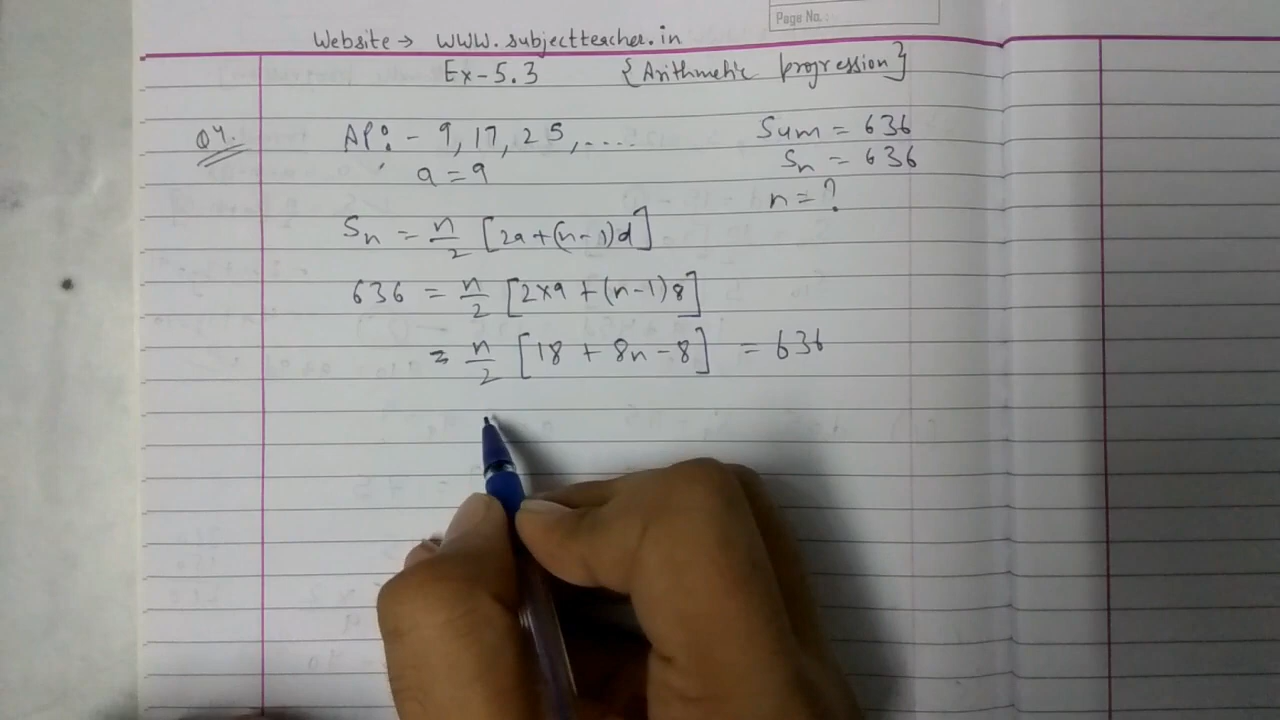 Page No.:
Website → WWW.subjectteacher.in
Ex-5.3 {Arithmetic progression}
Q4. AP:- 9, 17, 25, .... Sum = 636
a = 9 Sn = 636
n = ?
Sn = n/2 [2a+(n-1)d]
636 = n/2 [2×9 + (n-1)8]
= n/2 [18 + 8n - 8] = 636